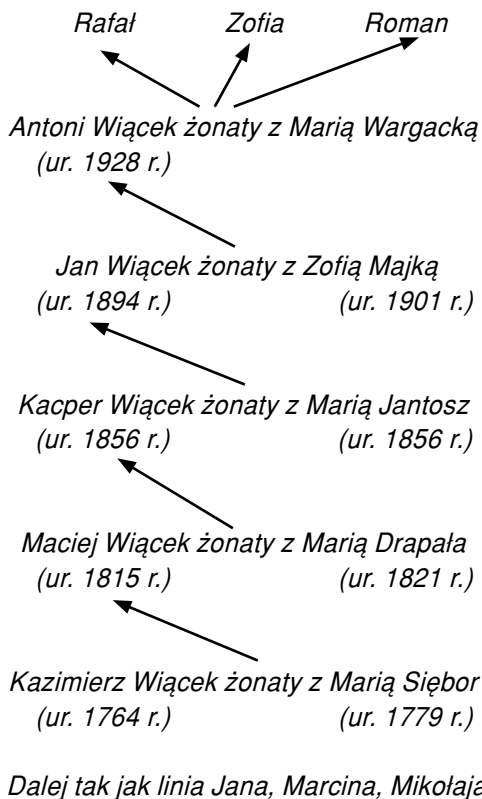 Rafał Zofia Roman
Antoni Wiącek żonaty z Marią Wargacką
(ur. 1928 r.)
Jan Wiącek żonaty z Zofią Majką
(ur. 1894 r.) (ur. 1901 r.)
Kacper Wiącek żonaty z Marią Jantosz
(ur. 1856 r.) (ur. 1856 r.)
Maciej Wiącek żonaty z Marią Drapała
(ur. 1815 r.) (ur. 1821 r.)
Kazimierz Wiącek żonaty z Marią Siębor
(ur. 1764 r.) (ur. 1779 r.)
Dalej tak jak linia Jana, Marcina, Mikołaja